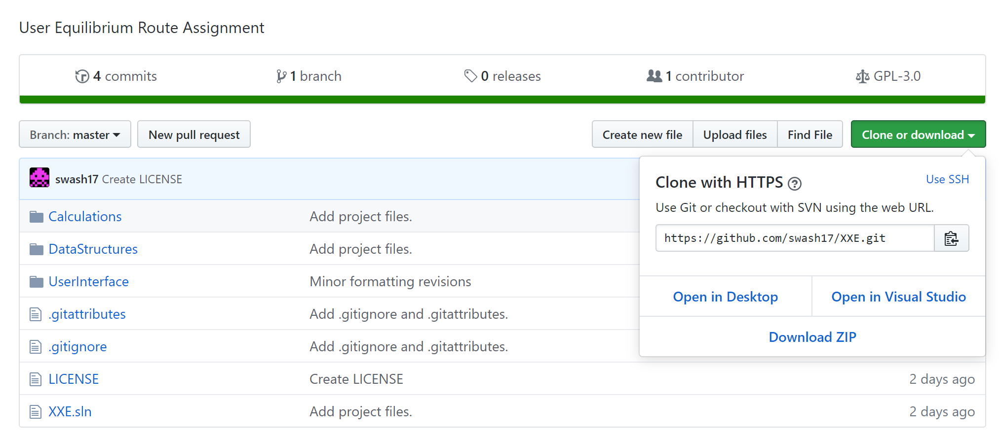 User Equilibrium Route Assignment
4 commits 1 branch 0 releases 1 contributor GPL-3.0
Branch: master New pull request Create new file Upload files Find File Clone or download
swash17 Create LICENSE
Clone with HTTPS ? Use SSH
Use Git or checkout with SVN using the web URL.
https://github.com/swash17/XXE.git
Open in Desktop Open in Visual Studio
Download ZIP
Calculations Add project files.
DataStructures Add project files.
UserInterface Minor formatting revisions
.gitattributes Add .gitignore and .gitattributes.
.gitignore Add .gitignore and .gitattributes.
LICENSE Create LICENSE 2 days ago
XXE.sln Add project files. 2 days ago